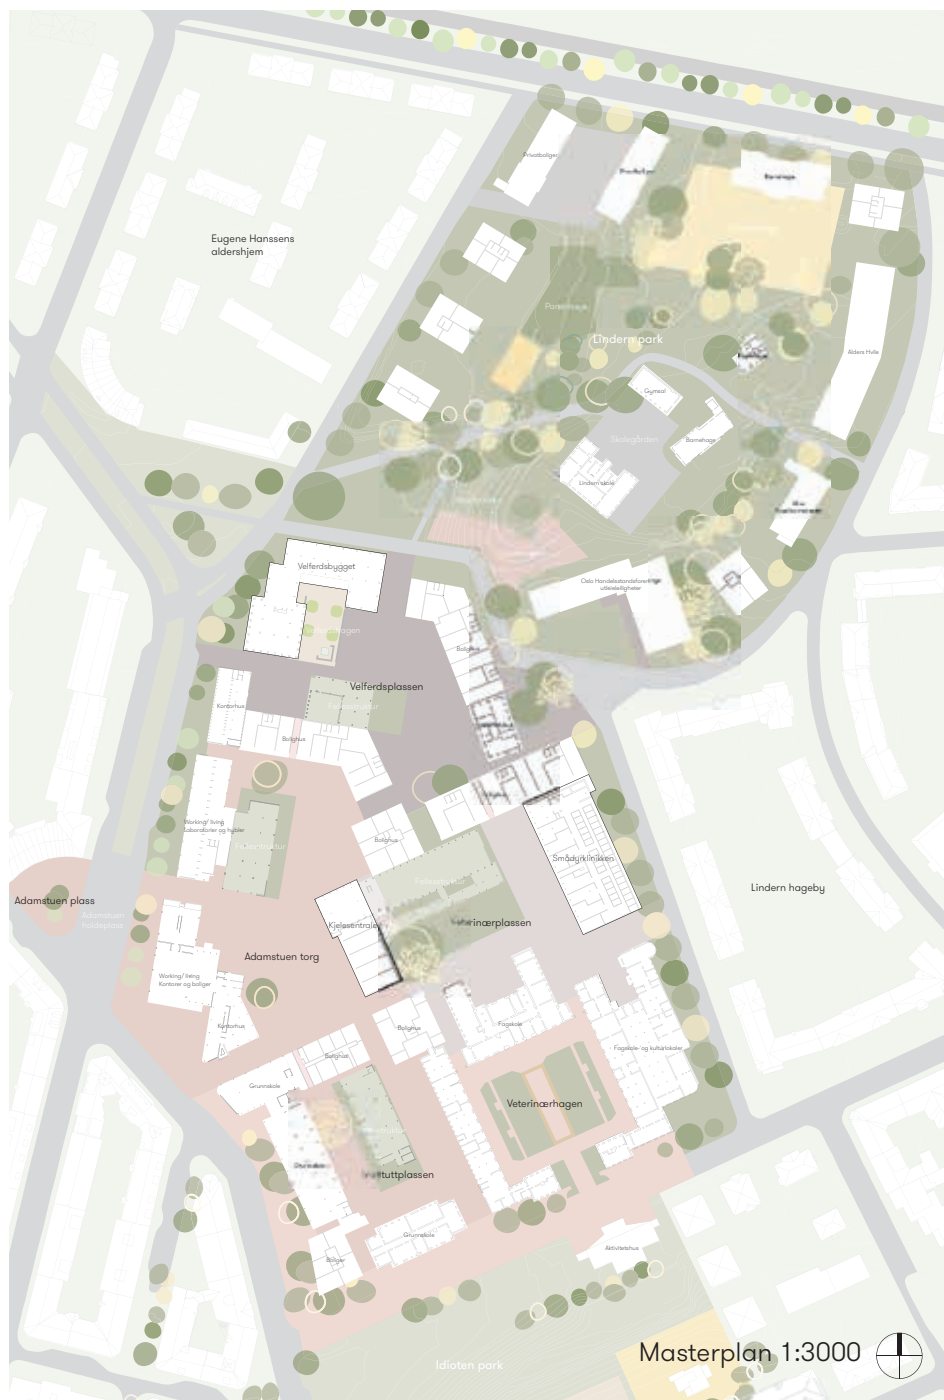 Privatboliger
Eugene Hanssens
aldershjem
Lindern park
Alders Hvile
Gymsal
Skolegården
Barnehage
Lindern skole
Velferdsbygget
Oslo Handelsstandsforening
utleieleiligheter
Velferdsplassen
Felleststruktur
Kontorhus
Bolighus
Working/ living
Laboratorier og hybler
Fellesstruktur
Bolighus
Smådyrklinikken
Fellesstruktur
Lindern hageby
Adamstuen plass
Adamstuen
holdeplass
Kjelesentralen
Veterinærplassen
Adamstuen torg
Working/ living
Kontorer og boliger
Kontorhus
Bolighus
Fagskole
Fagskole- og kulturlokaler
Bolighus
Grunnskole
Veterinærhagen
Grunnskole
Boliger
Aktivitetshus
Masterplan 1:3000
Idioten park